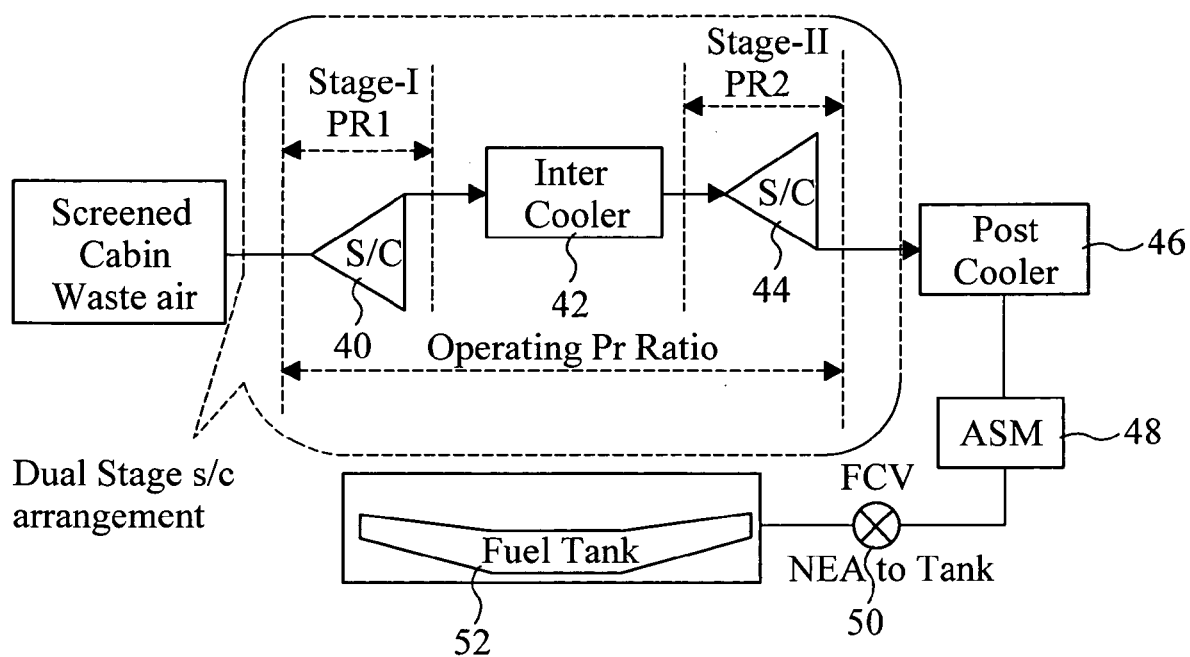 Stage-I
PR1
Stage-II
PR2
Screened
Cabin
Waste air
S/C
40
Inter
Cooler
42
S/C
44
Post
Cooler
46
Operating Pr Ratio
Dual Stage s/c
arrangement
ASM
48
FCV
Fuel Tank
52
NEA to Tank
50